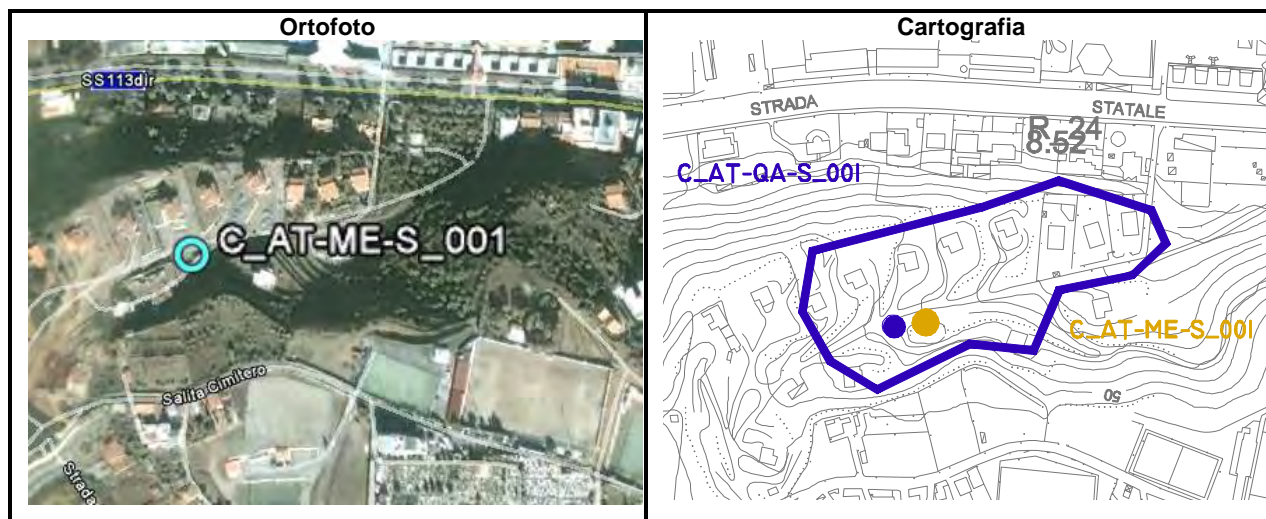 Ortofoto
SS113dir
C_AT-ME-S_001
Salita Cimitero
Strada
Cartografia
STRADA STATALE
R 24
8.52
C_AT-QA-S_001
C_AT-ME-S_001
50